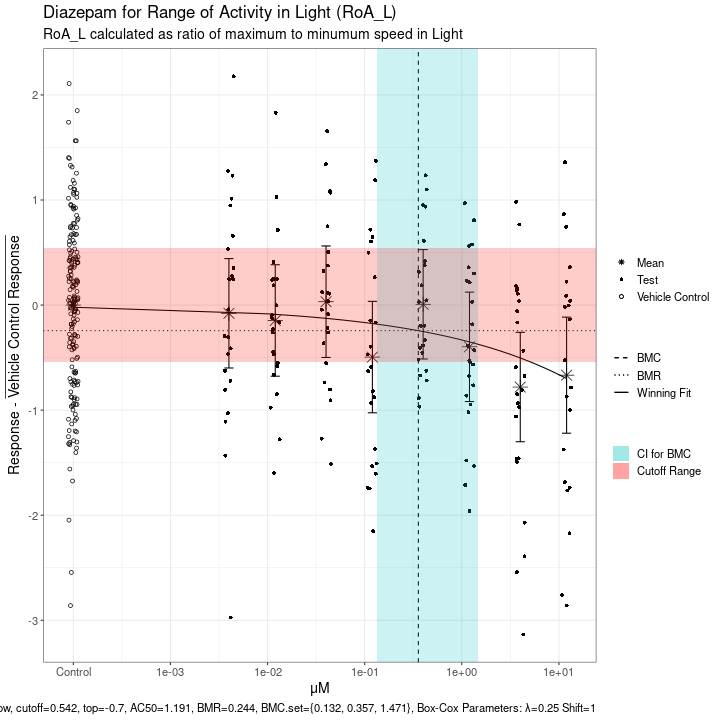 Diazepam for Range of Activity in Light (RoA_L)
RoA_L calculated as ratio of maximum to minumum speed in Light
Response - Vehicle Control Response
2
1
0
-1
-2
-3
Control
1e-03
1e-02
1e-01
1e+00
1e+01
μM
Mean
Test
Vehicle Control
BMC
BMR
Winning Fit
CI for BMC
Cutoff Range
cutoff=0.542, top=-0.7, AC50=1.191, BMR=0.244, BMC.set={0.132, 0.357, 1.471}, Box-Cox Parameters: λ=0.25 Shift=1